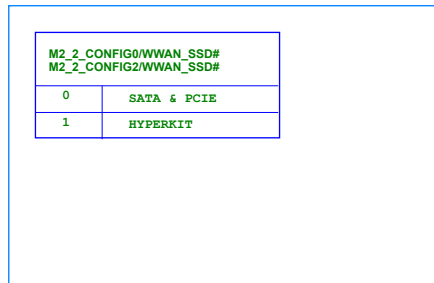 M2_2_CONFIG0/WWAN_SSD#
M2_2_CONFIG2/WWAN_SSD#
0 SATA & PCIE
1 HYPERKIT